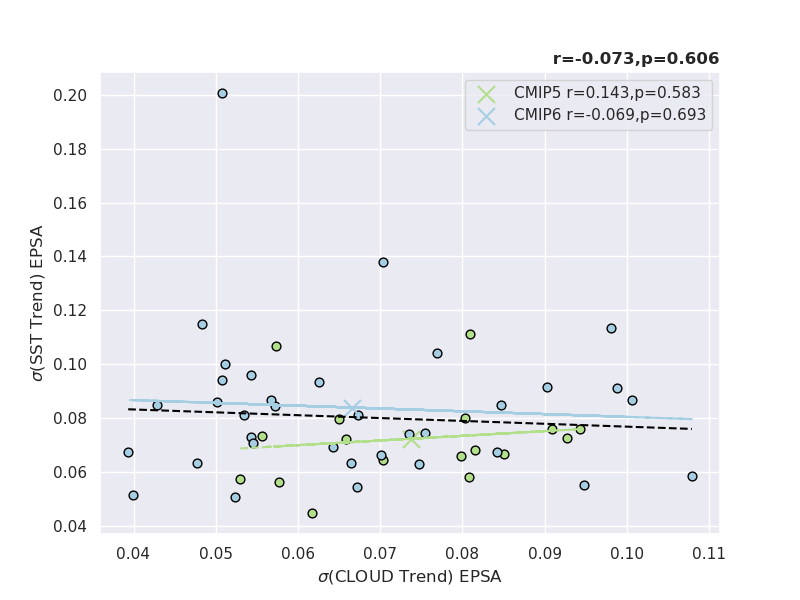 r=-0.073,p=0.606
CMIP5 r=0.143,p=0.583
CMIP6 r=-0.069,p=0.693
0.20
0.18
0.16
0.14
0.12
0.10
0.08
0.06
0.04
σ(SST Trend) EPSA
0.04 0.05 0.06 0.07 0.08 0.09 0.10 0.11
σ(CLOUD Trend) EPSA